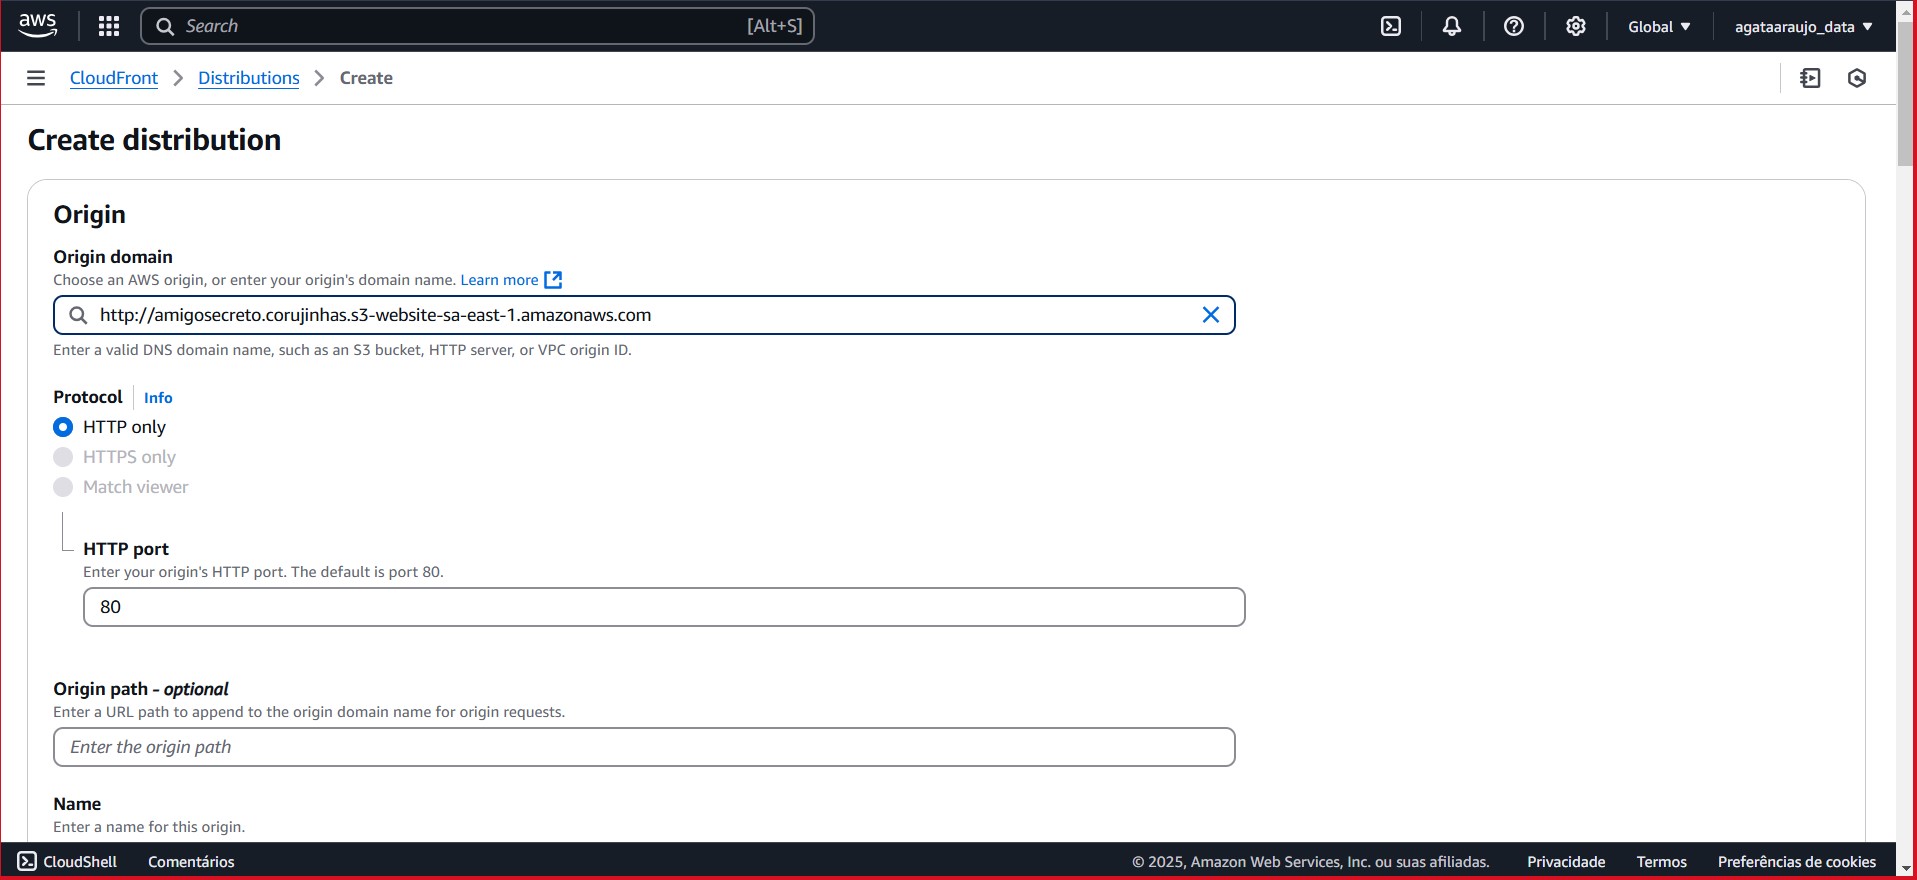 aws Search [Alt+S] Global agataaraujo_data
CloudFront Distributions Create
Create distribution
Origin
Origin domain
Choose an AWS origin, or enter your origin's domain name. Learn more
http://amigosecreto.corujinhas.s3-website-sa-east-1.amazonaws.com
Enter a valid DNS domain name, such as an S3 bucket, HTTP server, or VPC origin ID.
Protocol Info
HTTP only
HTTPS only
Match viewer
HTTP port
Enter your origin's HTTP port. The default is port 80.
80
Origin path - optional
Enter a URL path to append to the origin domain name for origin requests.
Enter the origin path
Name
Enter a name for this origin.
CloudShell Comentários © 2025, Amazon Web Services, Inc. ou suas afiliadas. Privacidade Termos Preferências de cookies